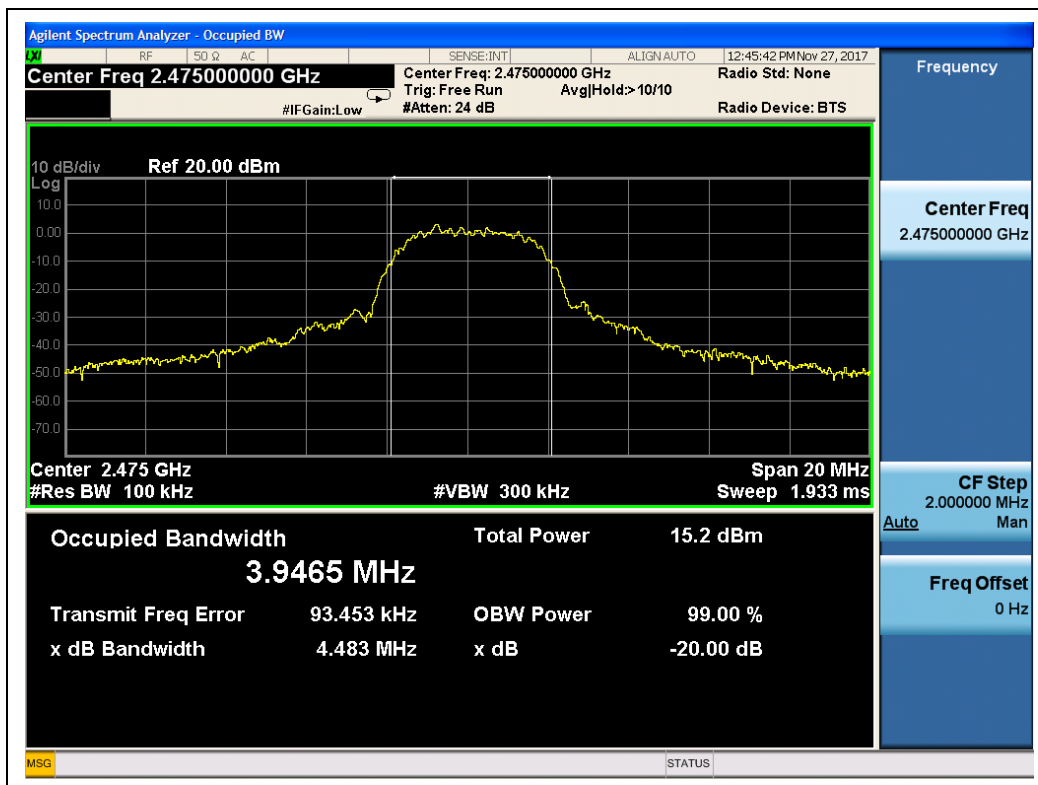 Agilent Spectrum Analyzer - Occupied BW
LXI RF 50 Ω AC SENSE:INT ALIGN AUTO 12:45:42 PM Nov 27, 2017
Center Freq 2.475000000 GHz
Center Freq: 2.475000000 GHz
Radio Std: None
Trig: Free Run Avg|Hold:>10/10
#IFGain:Low
#Atten: 24 dB
Radio Device: BTS
10 dB/div Ref 20.00 dBm
Log
10.0
0.00
-10.0
-20.0
-30.0
-40.0
-50.0
-60.0
-70.0
Center 2.475 GHz Span 20 MHz
#Res BW 100 kHz #VBW 300 kHz Sweep 1.933 ms
Occupied Bandwidth Total Power 15.2 dBm
3.9465 MHz
Transmit Freq Error 93.453 kHz OBW Power 99.00 %
x dB Bandwidth 4.483 MHz x dB -20.00 dB
Frequency
Center Freq
2.475000000 GHz
CF Step
2.000000 MHz
Auto Man
Freq Offset
0 Hz
MSG STATUS